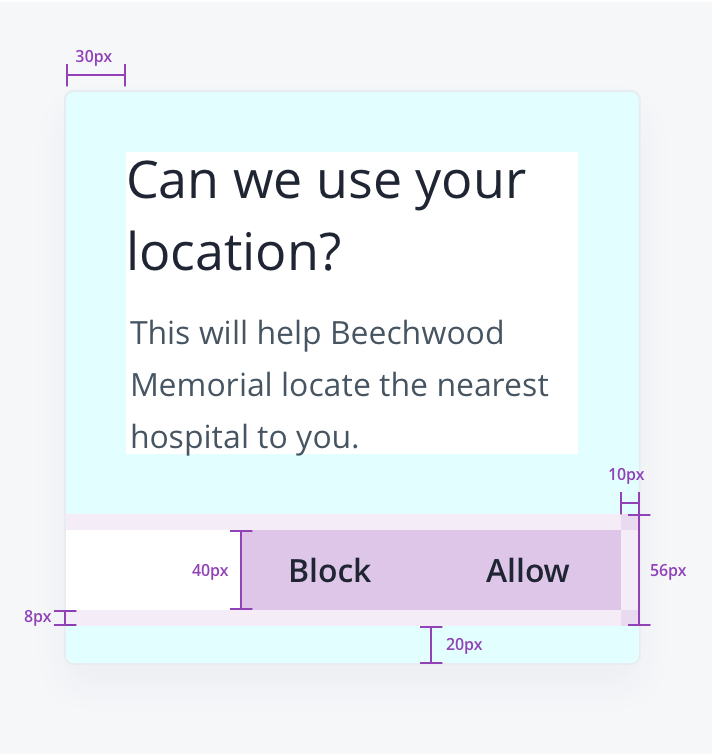 30px
Can we use your
location?
This will help Beechwood
Memorial locate the nearest
hospital to you.
10px
40px
Block
Allow
56px
8px
20px